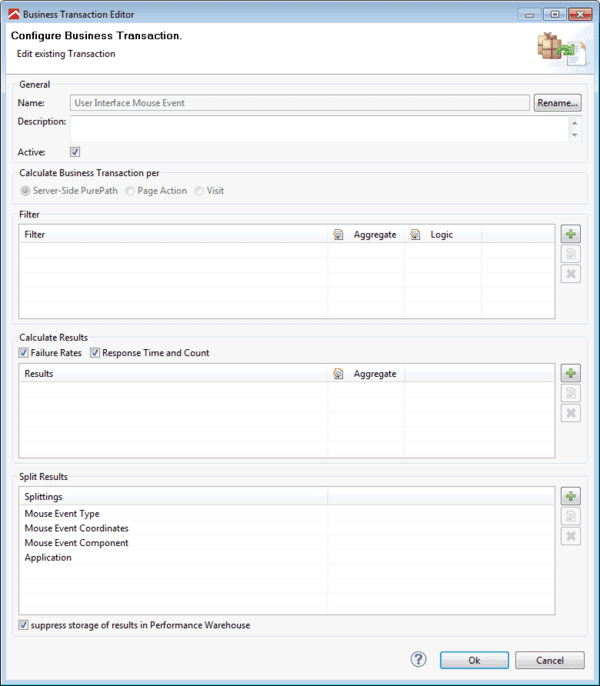 Business Transaction Editor
Configure Business Transaction.
Edit existing Transaction
General
Name: User Interface Mouse Event Rename...
Description:
Active:
Calculate Business Transaction per
Server-Side PurePath Page Action Visit
Filter
Filter Aggregate Logic
Calculate Results
Failure Rates Response Time and Count
Results Aggregate
Split Results
Splittings
Mouse Event Type
Mouse Event Coordinates
Mouse Event Component
Application
suppress storage of results in Performance Warehouse
? Ok Cancel